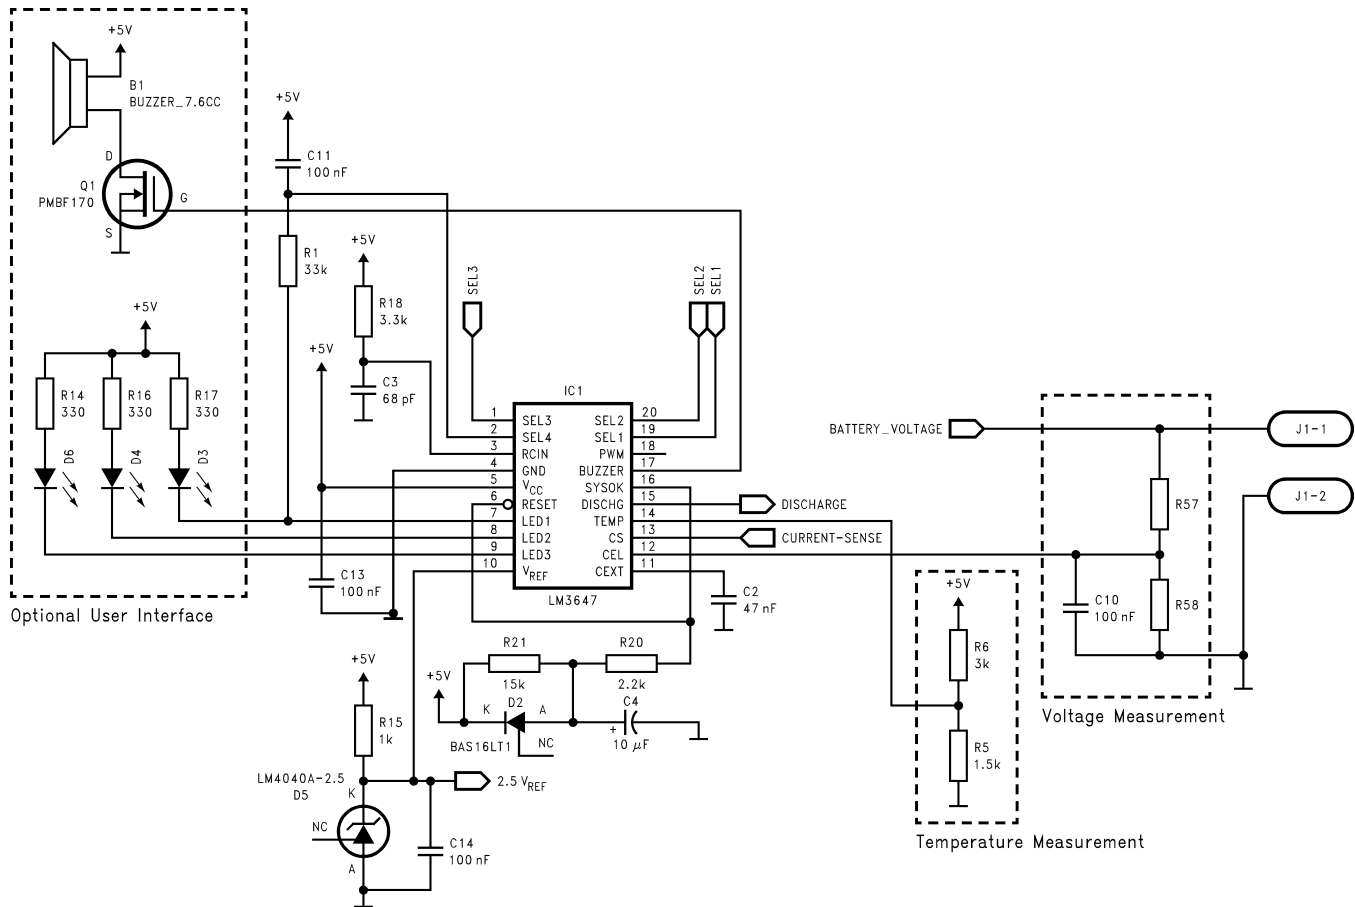 +5V
B1
BUZZER_7.6CC
D
Q1
PMBF170
G
S
+5V
R14
330
R16
330
R17
330
D6
D4
D3
Optional User Interface
+5V
C11
100 nF
R1
33k
+5V
R18
3.3k
+5V
C3
68 pF
C13
100 nF
SEL3
SEL2
SEL1
IC1
1 SEL3 SEL2 20
2 SEL4 SEL1 19
3 RCIN PWM 18
4 GND BUZZER 17
5 VCC SYSOK 16
6 RESET DISCHG 15
7 LED1 TEMP 14
8 LED2 CS 13
9 LED3 CEL 12
10 VREF CEXT 11
LM3647
DISCHARGE
CURRENT-SENSE
C2
47 nF
R21
15k
R20
2.2k
+5V
K
D2
A
BAS16LT1
NC
C4
+
10 µF
+5V
R15
1k
LM4040A-2.5
D5
K
NC
A
2.5 VREF
C14
100 nF
BATTERY_VOLTAGE
J1-1
J1-2
R57
R58
C10
100 nF
Voltage Measurement
+5V
R6
3k
R5
1.5k
Temperature Measurement